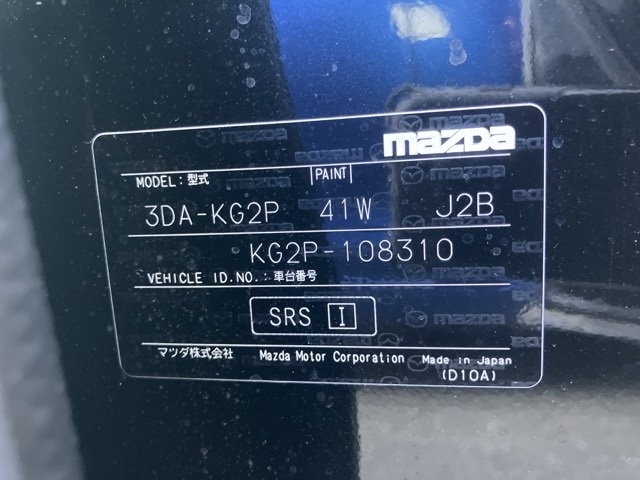 mazda
MODEL:型式 PAINT
3DA-KG2P 41W J2B
KG2P-108310
VEHICLE ID.NO.:車台番号
SRS I
マツダ株式会社 Mazda Motor Corporation Made in Japan
(D10A)